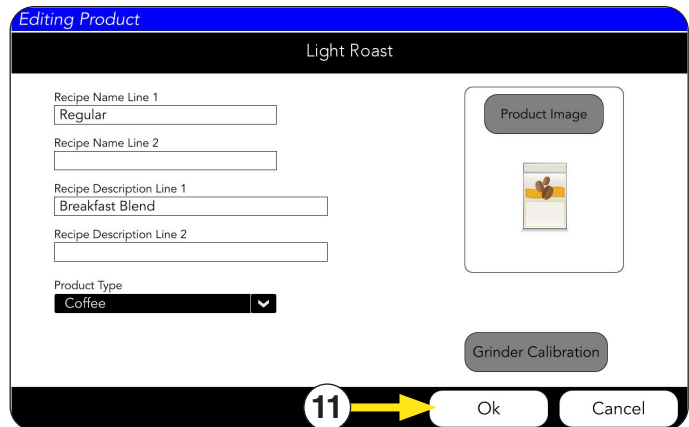 Editing Product
Light Roast
Recipe Name Line 1
Regular
Recipe Name Line 2
Recipe Description Line 1
Breakfast Blend
Recipe Description Line 2
Product Type
Coffee
Product Image
Grinder Calibration
11
Ok
Cancel